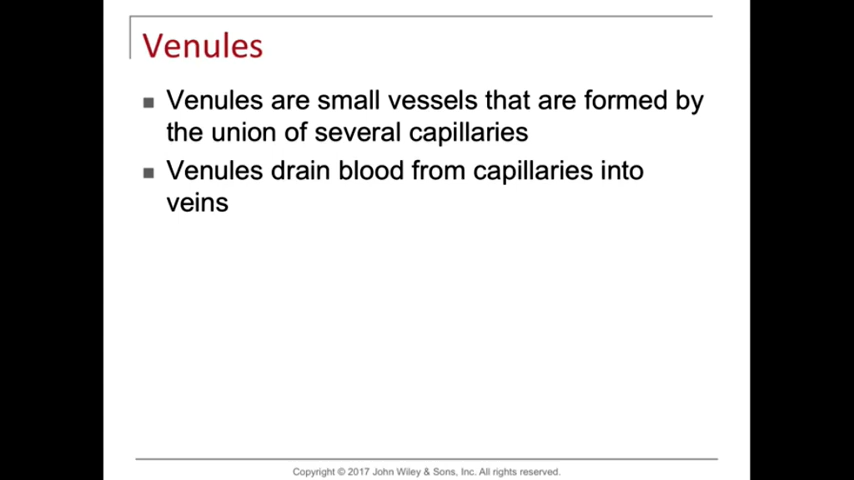 Venules
Venules are small vessels that are formed by
the union of several capillaries
Venules drain blood from capillaries into
veins
Copyright © 2017 John Wiley & Sons, Inc. All rights reserved.